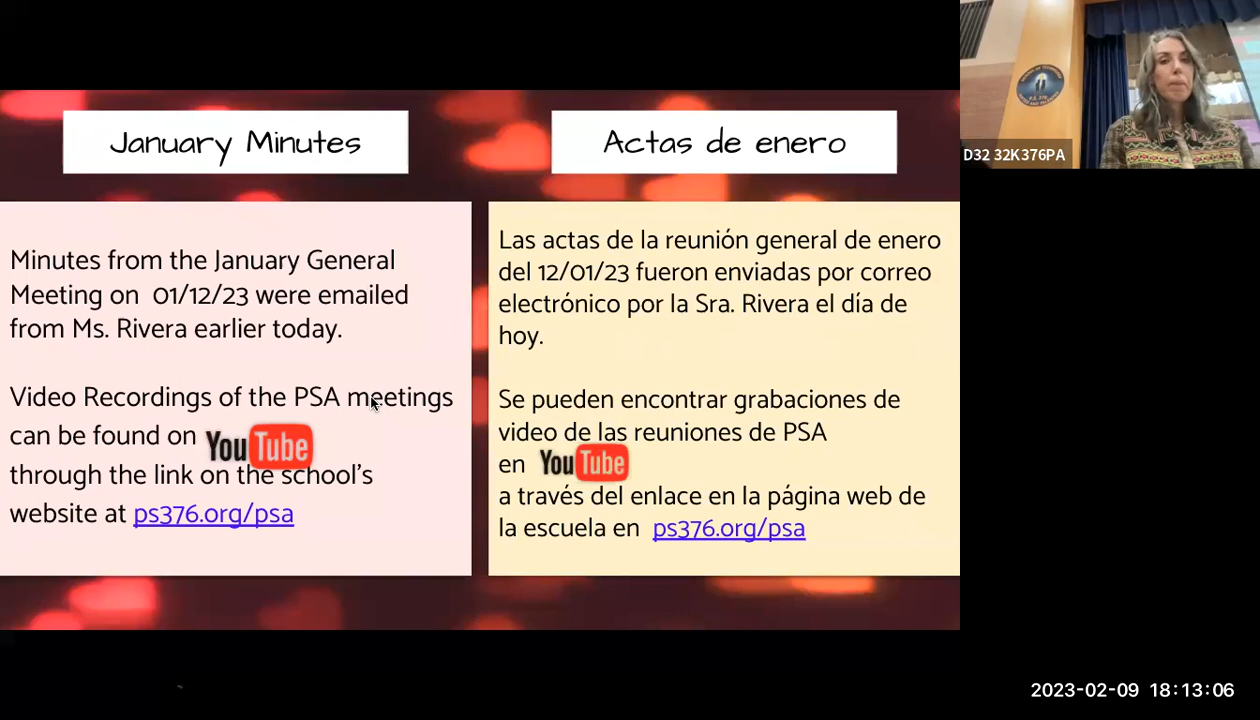 January Minutes
Minutes from the January General
Meeting on 01/12/23 were emailed
from Ms. Rivera earlier today.
Video Recordings of the PSA meetings
can be found on YouTube
through the link on the school's
website at ps376.org/psa
Actas de enero
Las actas de la reunión general de enero
del 12/01/23 fueron enviadas por correo
electrónico por la Sra. Rivera el día de
hoy.
Se pueden encontrar grabaciones de
video de las reuniones de PSA
en YouTube
a través del enlace en la página web de
la escuela en ps376.org/psa
D32 32K376PA
2023-02-09 18:13:06